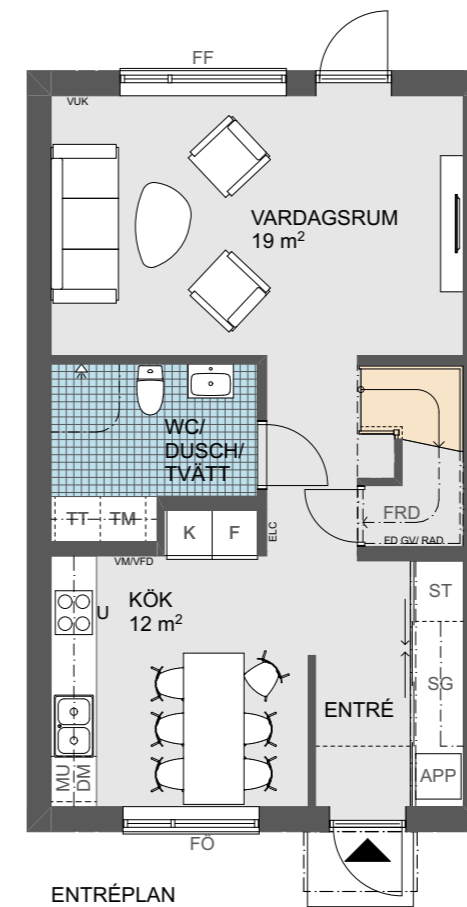 FF
VUK
VARDAGSRUM
19 m²
WC/
DUSCH/
TVÄTT
TT TM
K F
ELC
FRD
FD GV/ RAD
VM/VFD
U
KÖK
12 m²
ST
SG
ENTRÉ
MU
DM
APP
FÖ
ENTRÉPLAN